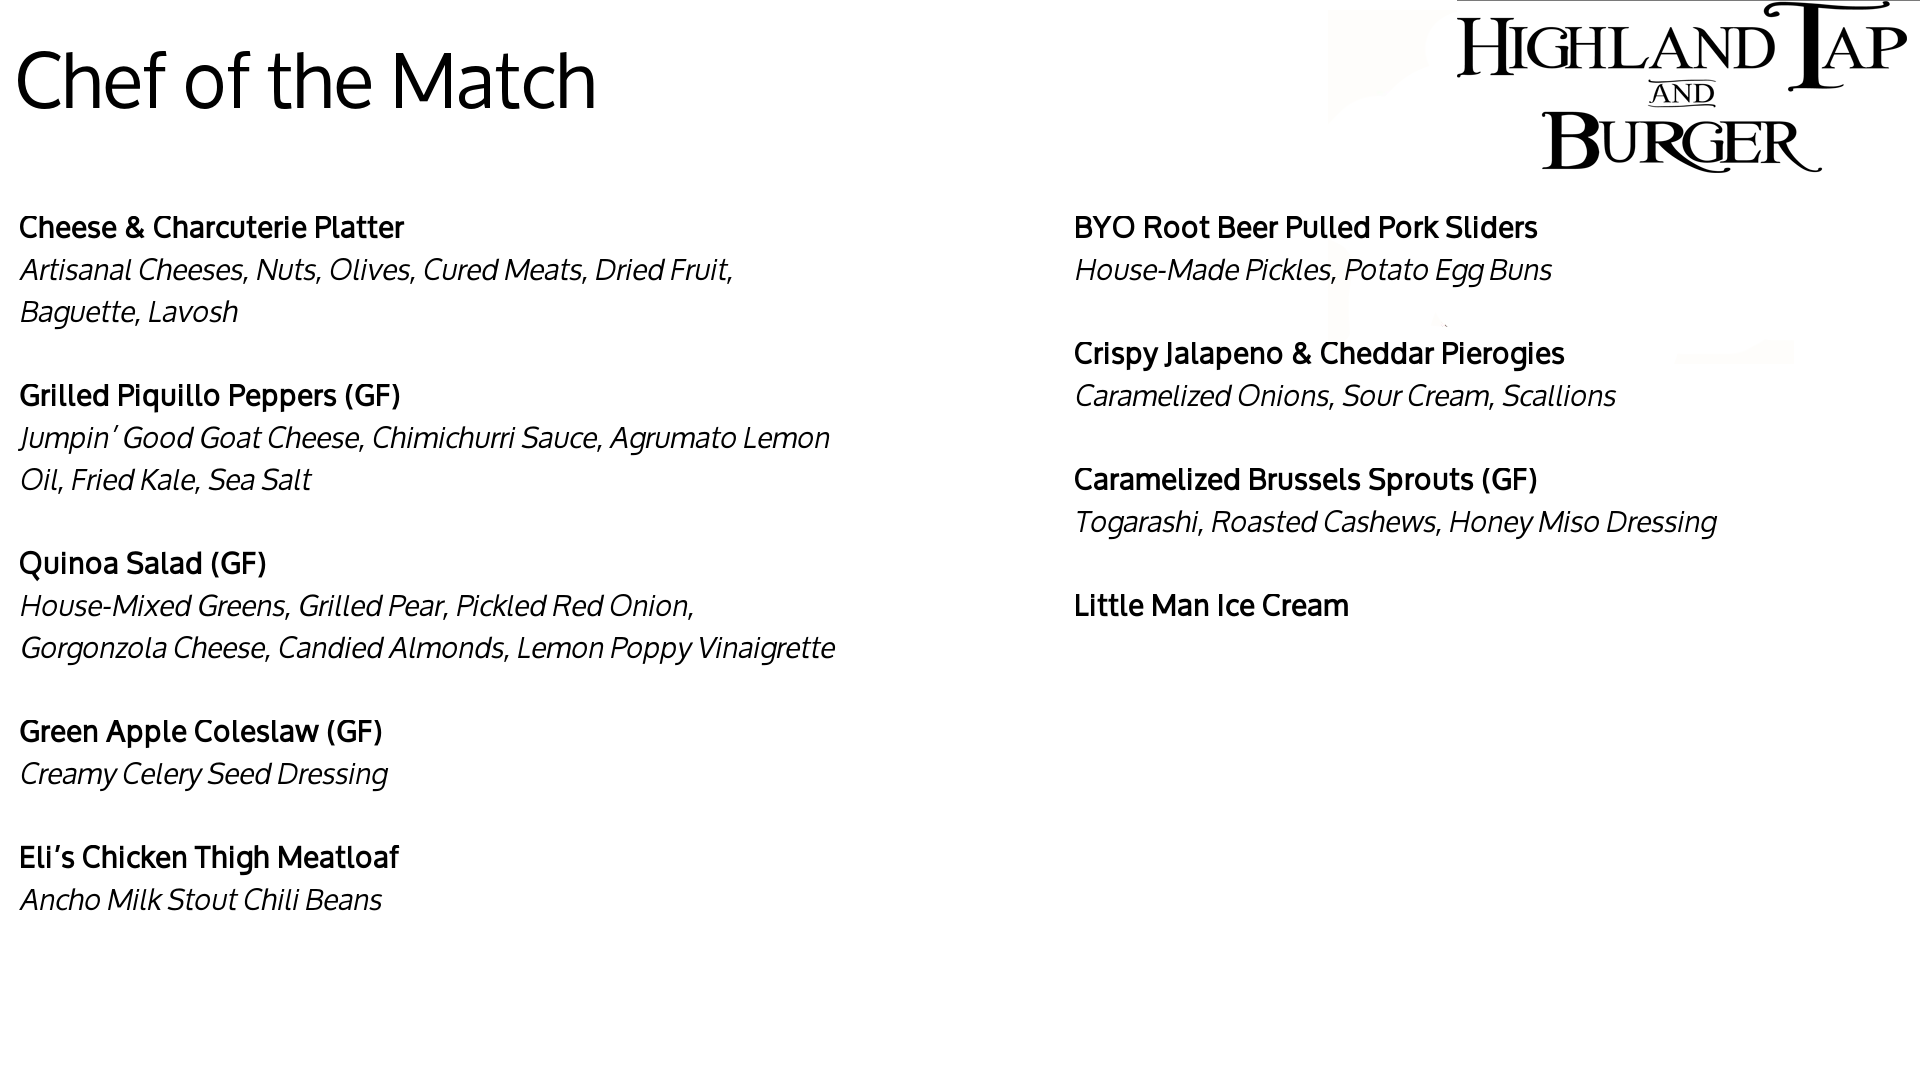 Chef of the Match
HIGHLAND TAP
AND
BURGER
Cheese & Charcuterie Platter
Artisanal Cheeses, Nuts, Olives, Cured Meats, Dried Fruit,
Baguette, Lavosh
Grilled Piquillo Peppers (GF)
Jumpin’ Good Goat Cheese, Chimichurri Sauce, Agrumato Lemon
Oil, Fried Kale, Sea Salt
Quinoa Salad (GF)
House-Mixed Greens, Grilled Pear, Pickled Red Onion,
Gorgonzola Cheese, Candied Almonds, Lemon Poppy Vinaigrette
Green Apple Coleslaw (GF)
Creamy Celery Seed Dressing
Eli’s Chicken Thigh Meatloaf
Ancho Milk Stout Chili Beans
BYO Root Beer Pulled Pork Sliders
House-Made Pickles, Potato Egg Buns
Crispy Jalapeno & Cheddar Pierogies
Caramelized Onions, Sour Cream, Scallions
Caramelized Brussels Sprouts (GF)
Togarashi, Roasted Cashews, Honey Miso Dressing
Little Man Ice Cream